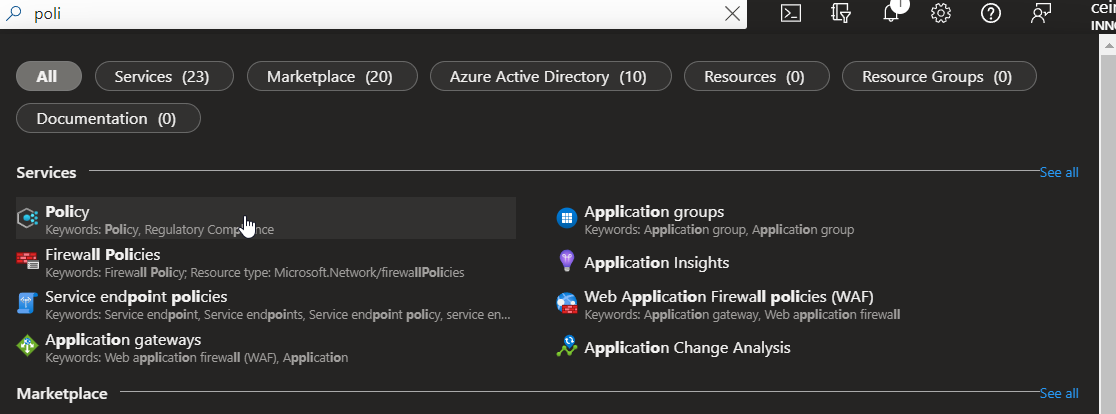 poli
1
cei
INNO
All
Services (23)
Marketplace (20)
Azure Active Directory (10)
Resources (0)
Resource Groups (0)
Documentation (0)
Services
See all
Policy
Keywords: Policy, Regulatory Comp nce
Application groups
Keywords: Application group, Application group
Firewall Policies
Keywords: Firewall Policy; Resource type: Microsoft.Network/firewallPolicies
Application Insights
Service endpoint policies
Keywords: Service endpoint, Service endpoints, Service endpoint policy, service en...
Web Application Firewall policies (WAF)
Keywords: Application gateway, Web application firewall
Application gateways
Keywords: Web application firewall (WAF), Application
Application Change Analysis
Marketplace
See all